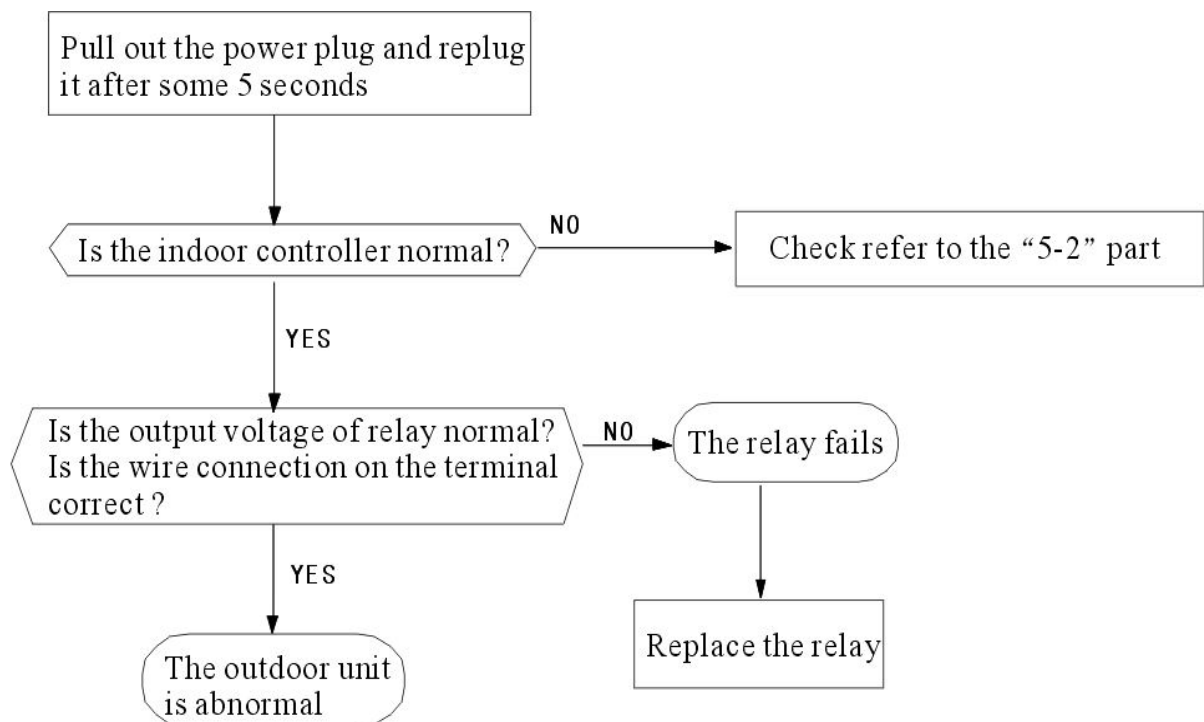 Pull out the power plug and replug
it after some 5 seconds
Is the indoor controller normal?
NO
Check refer to the “5-2” part
YES
Is the output voltage of relay normal?
Is the wire connection on the terminal
correct ?
NO
The relay fails
YES
Replace the relay
The outdoor unit
is abnormal